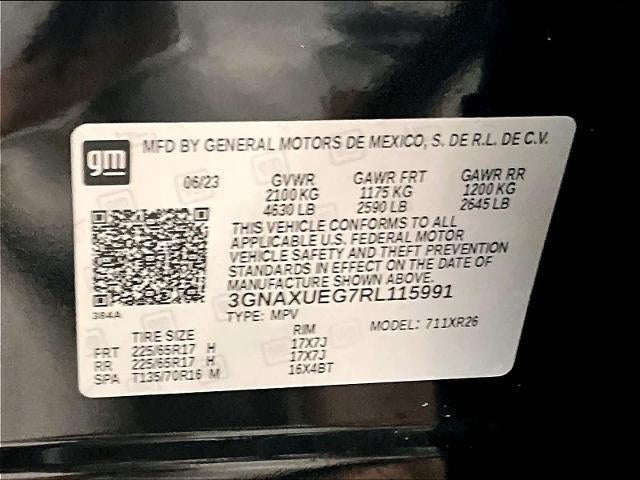 gm MFD BY GENERAL MOTORS DE MEXICO, S. DE R.L. DE C.V.
06/23 GVWR GAWR FRT GAWR RR
2100 KG 1175 KG 1200 KG
4630 LB 2590 LB 2645 LB
THIS VEHICLE CONFORMS TO ALL
APPLICABLE U.S. FEDERAL MOTOR
VEHICLE SAFETY AND THEFT PREVENTION
STANDARDS IN EFFECT ON THE DATE OF
MANUFACTURE SHOWN ABOVE.
384A 3GNAXUEG7RL115991
TYPE: MPV MODEL: 711XR26
TIRE SIZE RIM
FRT 225/65R17 H 17X7J
RR 225/65R17 H 17X7J
SPA T135/70R16 M 16X4BT